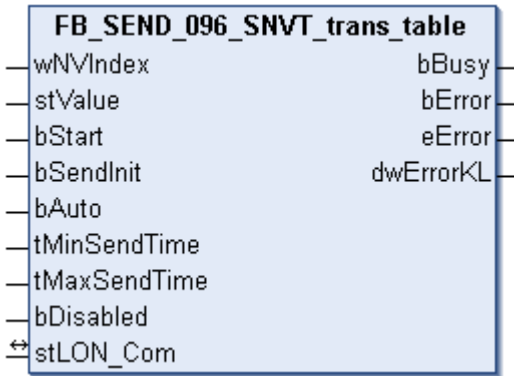 FB_SEND_096_SNVT_trans_table
wNVIndex bBusy
stValue bError
bStart eError
bSendInit dwErrorKL
bAuto
tMinSendTime
tMaxSendTime
bDisabled
stLON_Com